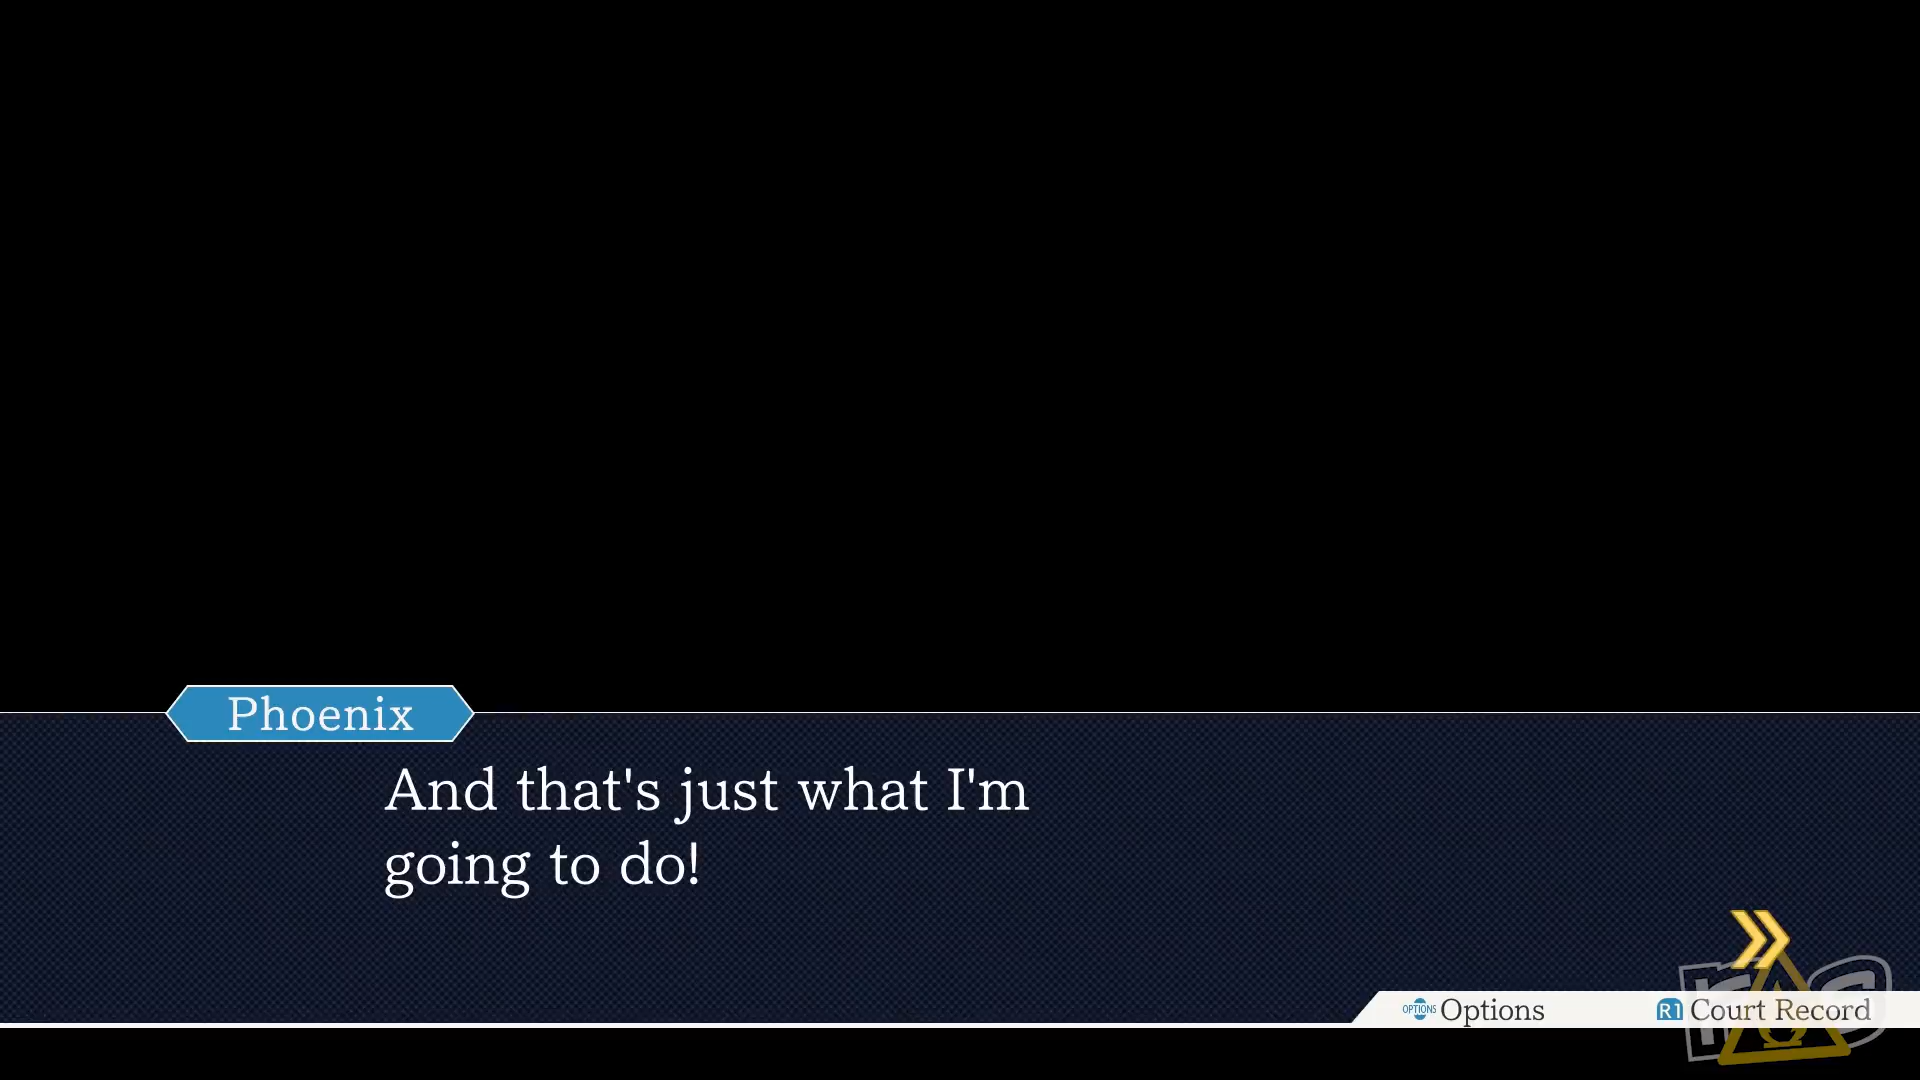 Phoenix
And that's just what I'm
going to do!
OPTIONS Options
R1 Court Record